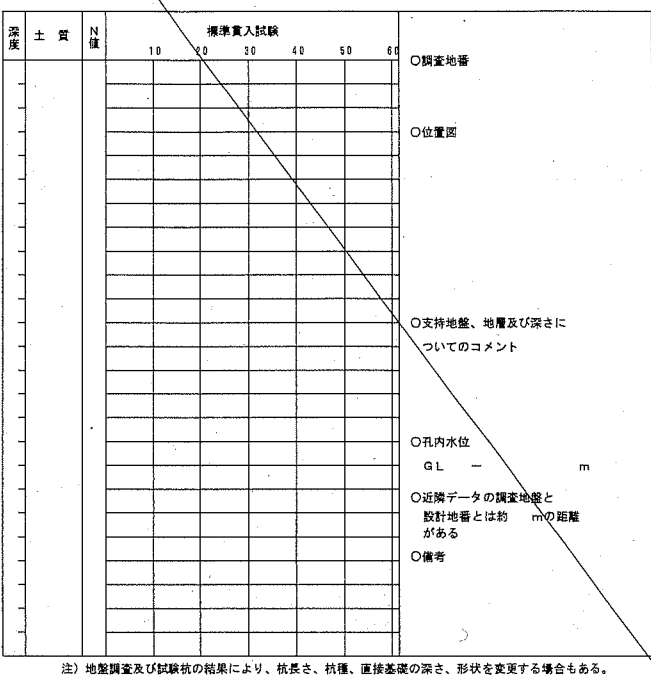 深度 土質 N値 標準貫入試験
10 20 30 40 50 60
○調査地番
○位置図
○支持地盤、地層及び深さに
ついてのコメント
○孔内水位
GL － m
○近隣データの調査地盤と
設計地番とは約 mの距離
がある
○備考
注）地盤調査及び試験杭の結果により、杭長さ、杭種、直接基礎の深さ、形状を変更する場合もある。